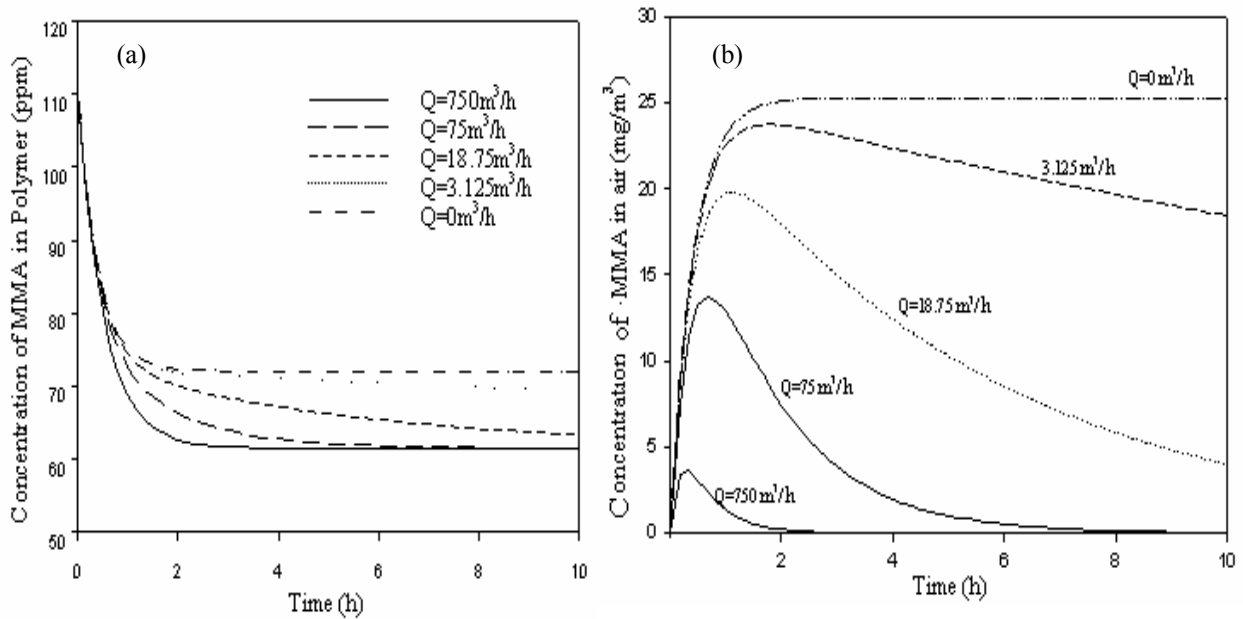 (a)
Concentration of MMA in Polymer (ppm)
120
110
100
90
80
70
60
50
Q=750m³/h
Q=75m³/h
Q=18.75m³/h
Q=3.125m³/h
Q=0m³/h
0 2 4 6 8 10
Time (h)
(b)
Concentration of ·MMA in air (mg/m³)
30
25
20
15
10
5
0
Q=0m³/h
3.125m³/h
Q=18.75m³/h
Q=75m³/h
Q=750m³/h
2 4 6 8 10
Time (h)